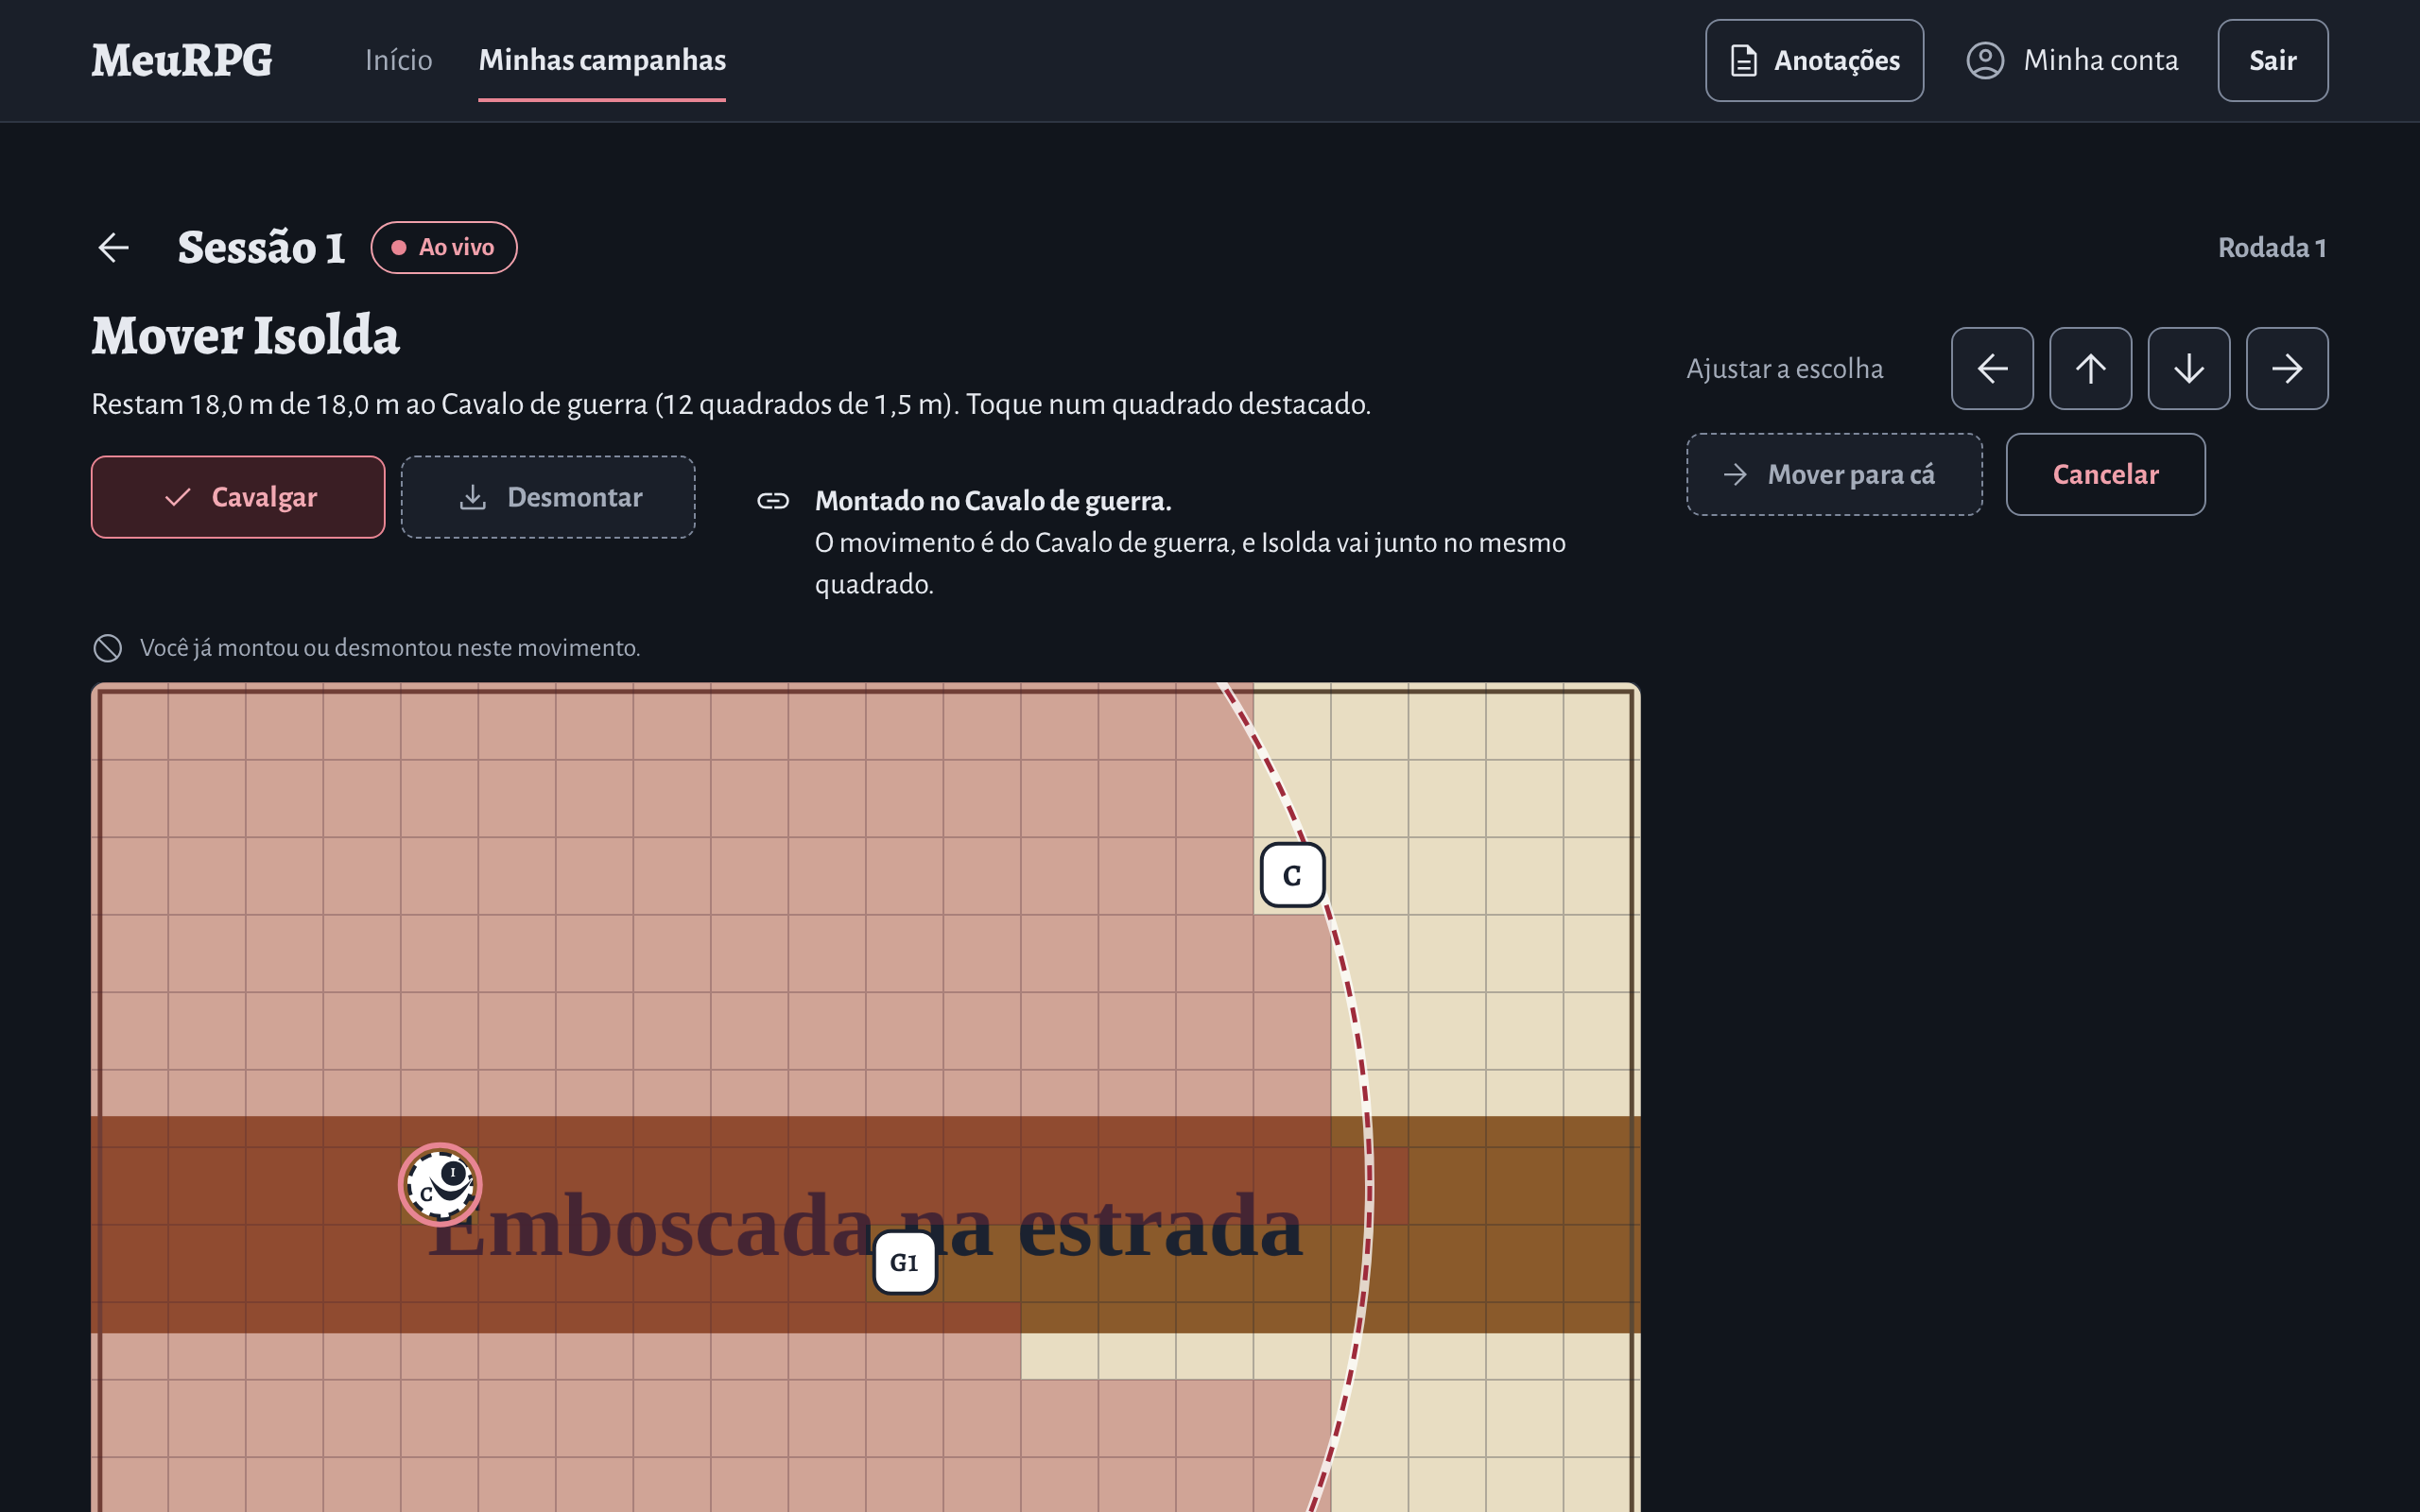 MeuRPG
Início
Minhas campanhas
Anotações
Minha conta
Sair
Sessão 1
Ao vivo
Rodada 1
Mover Isolda
Restam 18,0 m de 18,0 m ao Cavalo de guerra (12 quadrados de 1,5 m). Toque num quadrado destacado.
Ajustar a escolha
Cavalgar
Desmontar
Montado no Cavalo de guerra.
O movimento é do Cavalo de guerra, e Isolda vai junto no mesmo
quadrado.
Mover para cá
Cancelar
Você já montou ou desmontou neste movimento.
C
I
C
Emboscada na estrada
G1